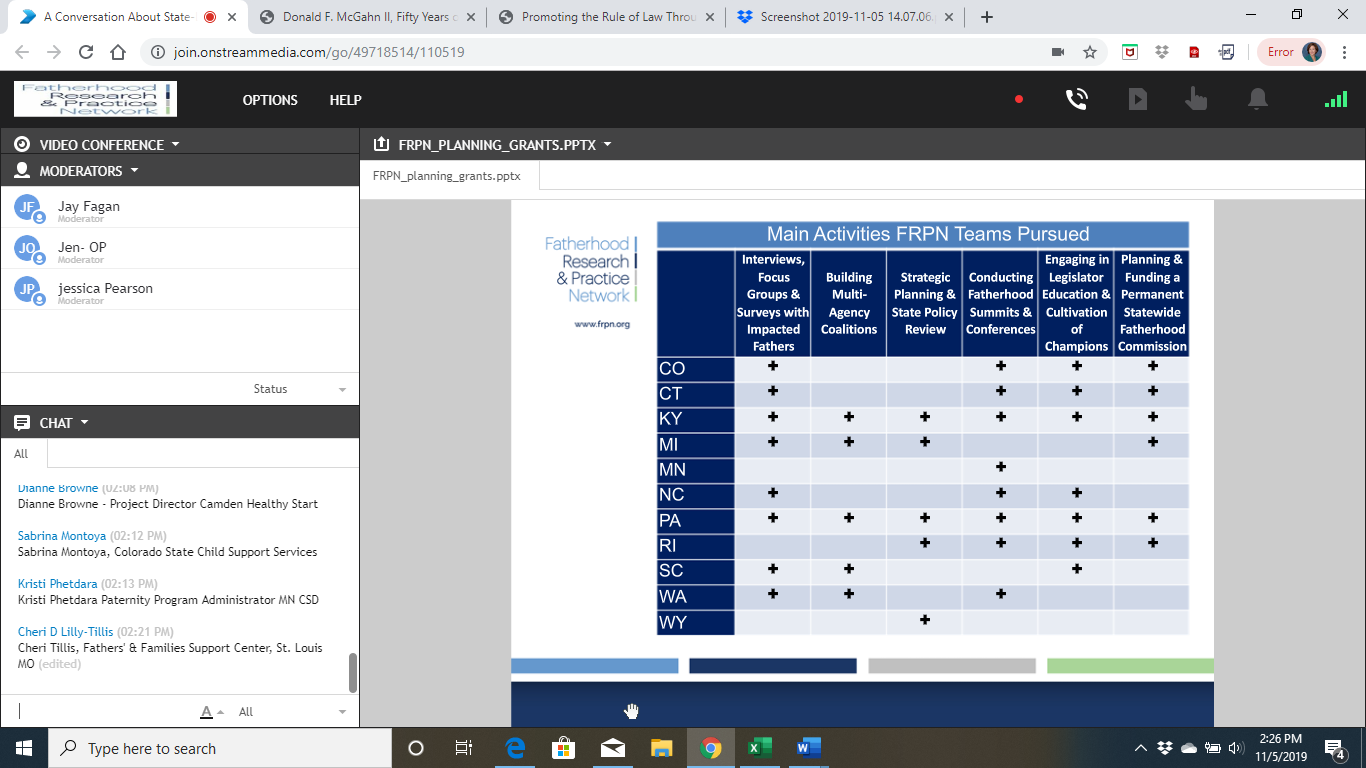 A Conversation About State-
Donald F. McGahn II, Fifty Years o
Promoting the Rule of Law Throu
Screenshot 2019-11-05 14.07.06.
join.onstreammedia.com/go/49718514/110519
Error
Fatherhood
Research
& Practice
Network
OPTIONS
HELP
VIDEO CONFERENCE
MODERATORS
JF
Jay Fagan
Moderator
JO
Jen- OP
Moderator
JP
jessica Pearson
Moderator
Status
CHAT
All
Dianne Browne (02:08 PM)
Dianne Browne - Project Director Camden Healthy Start
Sabrina Montoya (02:12 PM)
Sabrina Montoya, Colorado State Child Support Services
Kristi Phetdara (02:13 PM)
Kristi Phetdara Paternity Program Administrator MN CSD
Cheri D Lilly-Tillis (02:21 PM)
Cheri Tillis, Fathers' & Families Support Center, St. Louis
MO (edited)
A
All
FRPN_PLANNING_GRANTS.PPTX
FRPN_planning_grants.pptx
Fatherhood
Research
& Practice
Network
www.frpn.org
Main Activities FRPN Teams Pursued
Interviews,
Focus
Groups &
Surveys with
Impacted
Fathers
Building
Multi-
Agency
Coalitions
Strategic
Planning &
State Policy
Review
Conducting
Fatherhood
Summits &
Conferences
Engaging in
Legislator
Education &
Cultivation
of
Champions
Planning &
Funding a
Permanent
Statewide
Fatherhood
Commission
CO + + + +
CT + + + +
KY + + + + + +
MI + + + +
MN +
NC + + +
PA + + + + + +
RI + + + +
SC + + +
WA + + +
WY +
Type here to search
2:26 PM
11/5/2019
4